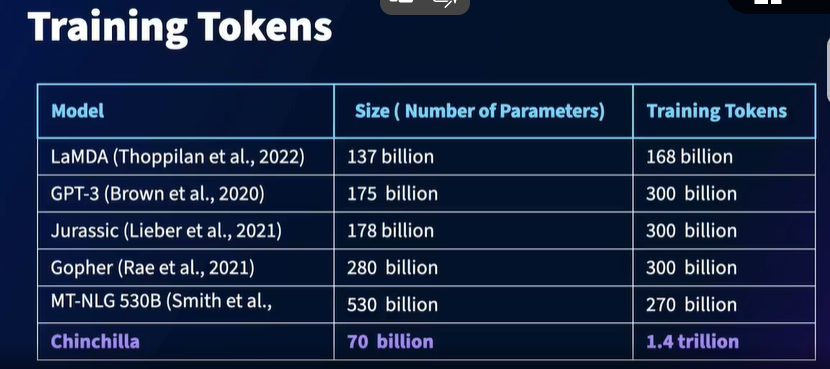 Training Tokens
Model Size ( Number of Parameters) Training Tokens
LaMDA (Thoppilan et al., 2022) 137 billion 168 billion
GPT-3 (Brown et al., 2020) 175 billion 300 billion
Jurassic (Lieber et al., 2021) 178 billion 300 billion
Gopher (Rae et al., 2021) 280 billion 300 billion
MT-NLG 530B (Smith et al., 530 billion 270 billion
Chinchilla 70 billion 1.4 trillion